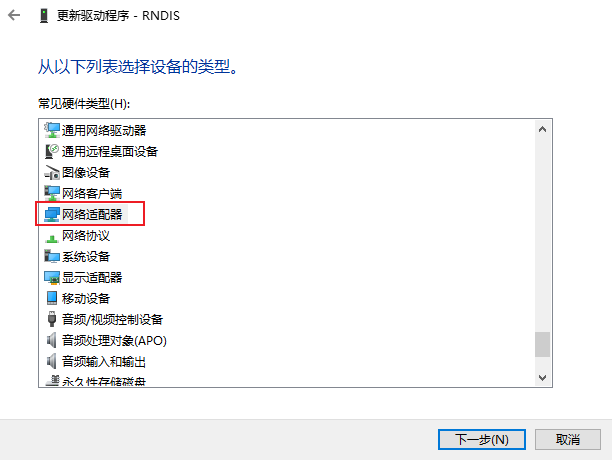 更新驱动程序 - RNDIS
从以下列表选择设备的类型。
常见硬件类型(H):
通用网络驱动器
通用远程桌面设备
图像设备
网络客户端
网络适配器
网络协议
系统设备
显示适配器
移动设备
音频/视频控制设备
音频处理对象(APO)
音频输入和输出
永久性存储磁盘
下一步(N)
取消